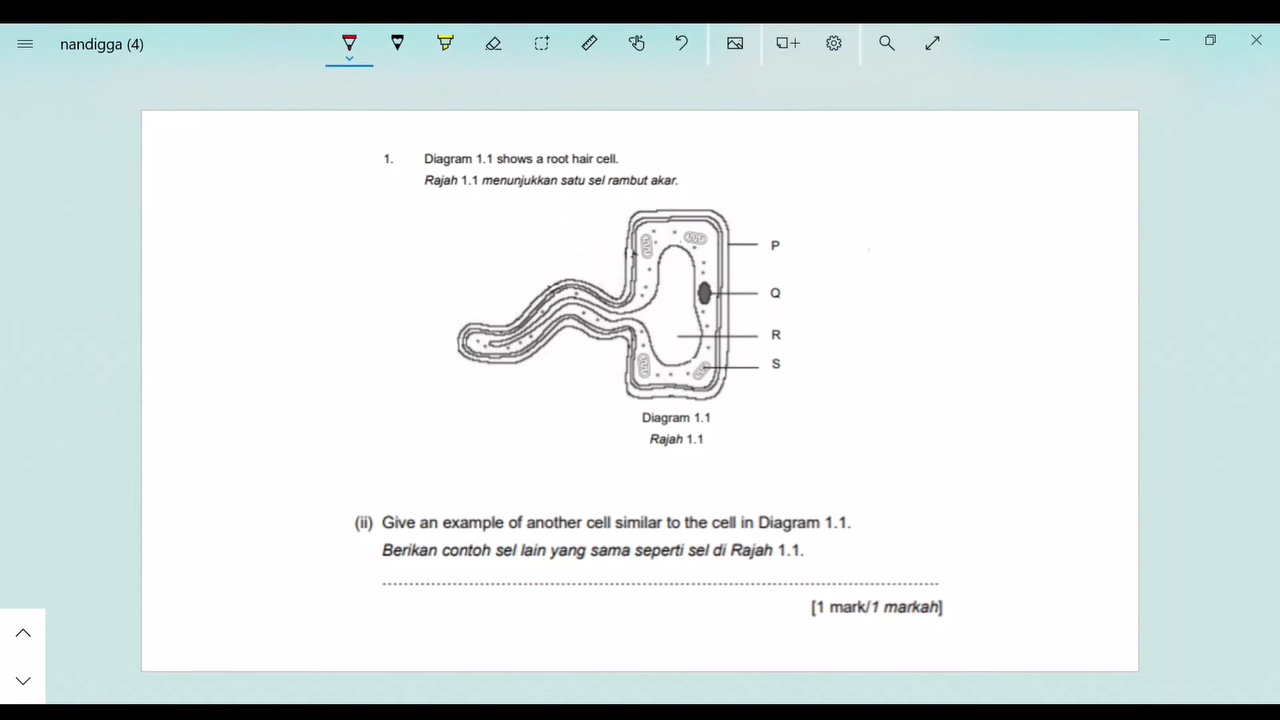 nandigga (4)
1. Diagram 1.1 shows a root hair cell.
Rajah 1.1 menunjukkan satu sel rambut akar.
P
Q
R
S
Diagram 1.1
Rajah 1.1
(ii) Give an example of another cell similar to the cell in Diagram 1.1.
Berikan contoh sel lain yang sama seperti sel di Rajah 1.1.
[1 mark/1 markah]